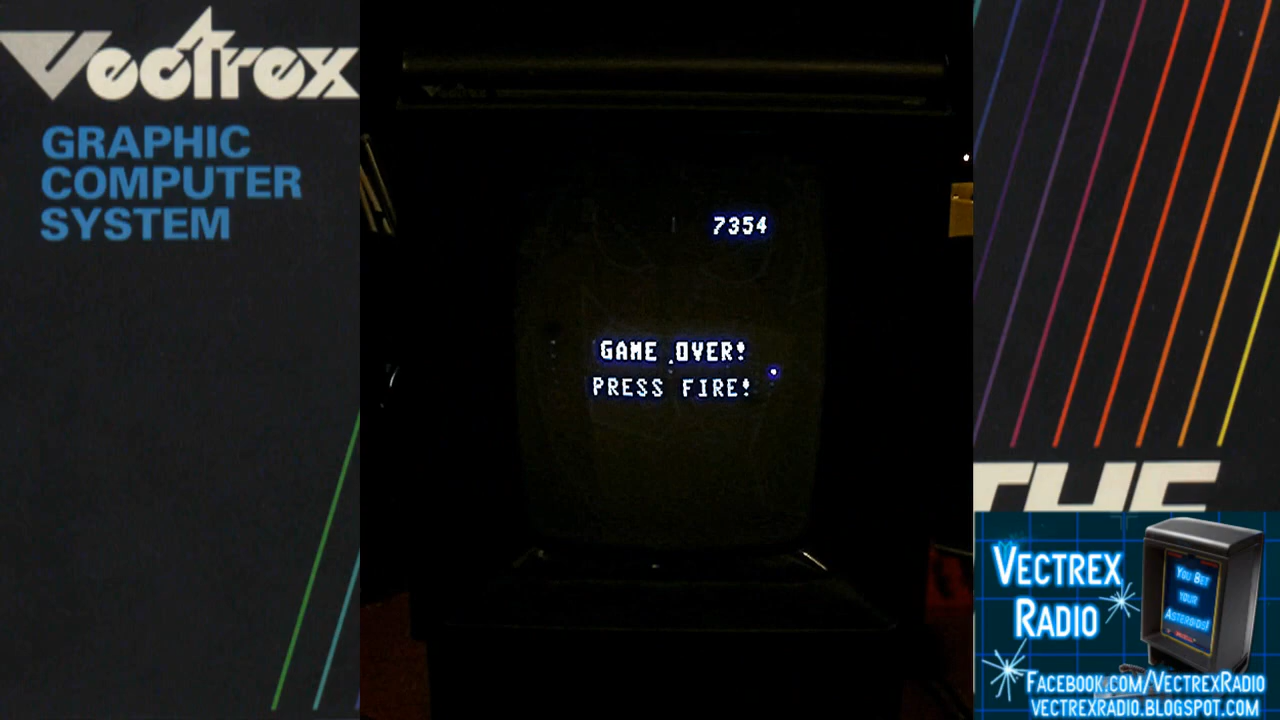 Vectrex
GRAPHIC
COMPUTER
SYSTEM
Vectrex
7354
GAME OVER!
PRESS FIRE!
VECTREX
RADIO
YOU BET
YOUR
ASTEROIDS!
FACEBOOK.COM/VECTREXRADIO
VECTREXRADIO.BLOGSPOT.COM